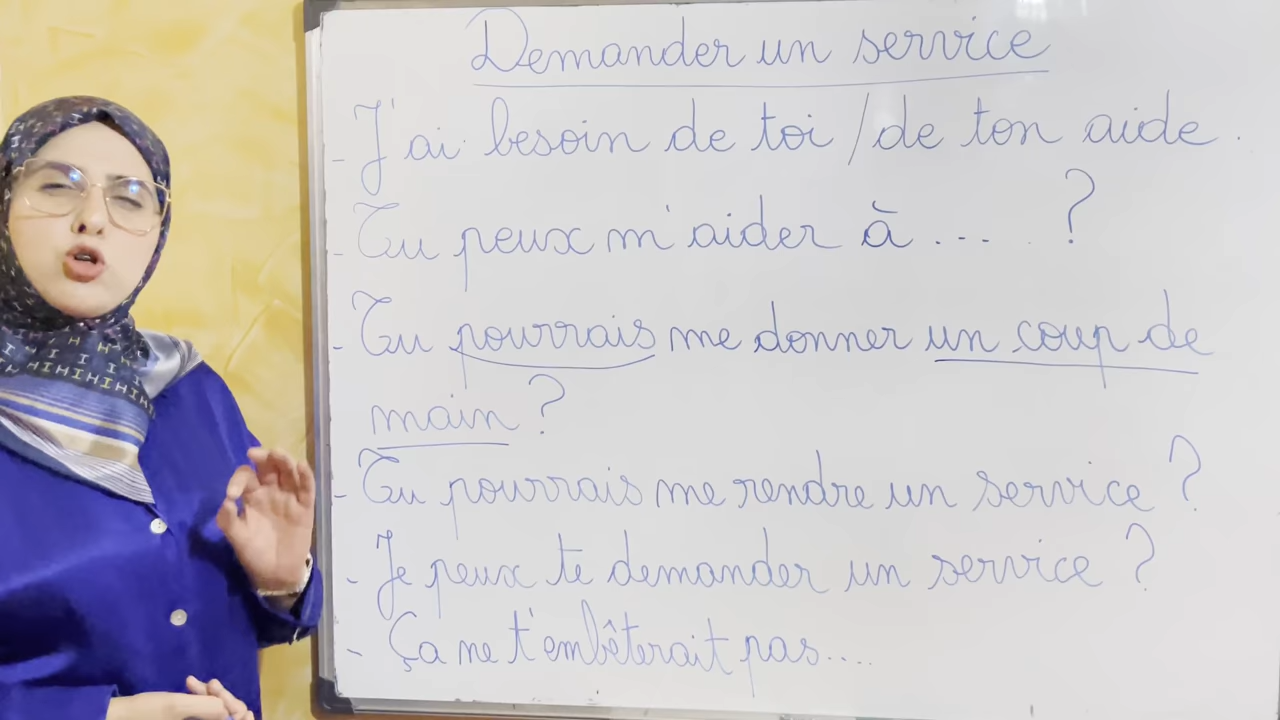 Demander un service
- J'ai besoin de toi / de ton aide.
- Tu peux m'aider à ... . ?
- Tu pourrais me donner un coup de
main ?
- Tu pourrais me rendre un service ?
- Je peux te demander un service ?
- Ça ne t'embêterait pas....